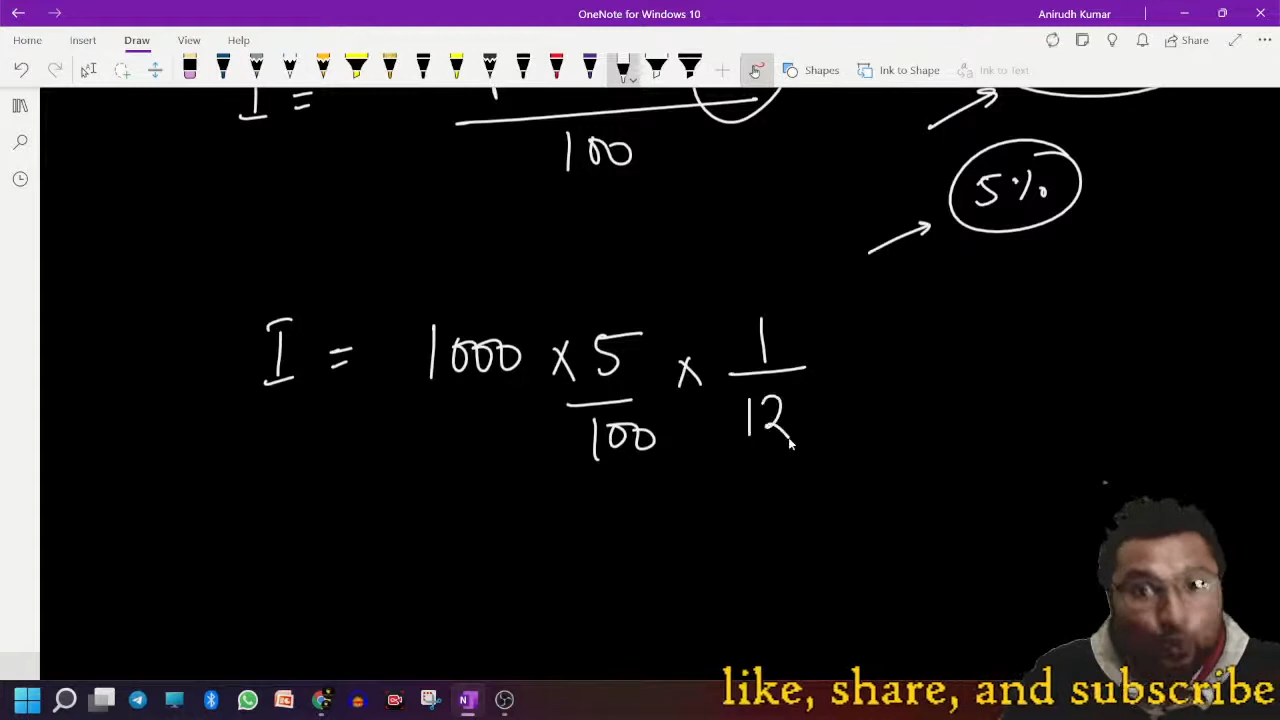 OneNote for Windows 10
Anirudh Kumar
Home Insert Draw View Help
Share
Shapes Ink to Shape Ink to Text
I =
100
5%
I = 1000 × 5/100 × 1/12
like, share, and subscribe